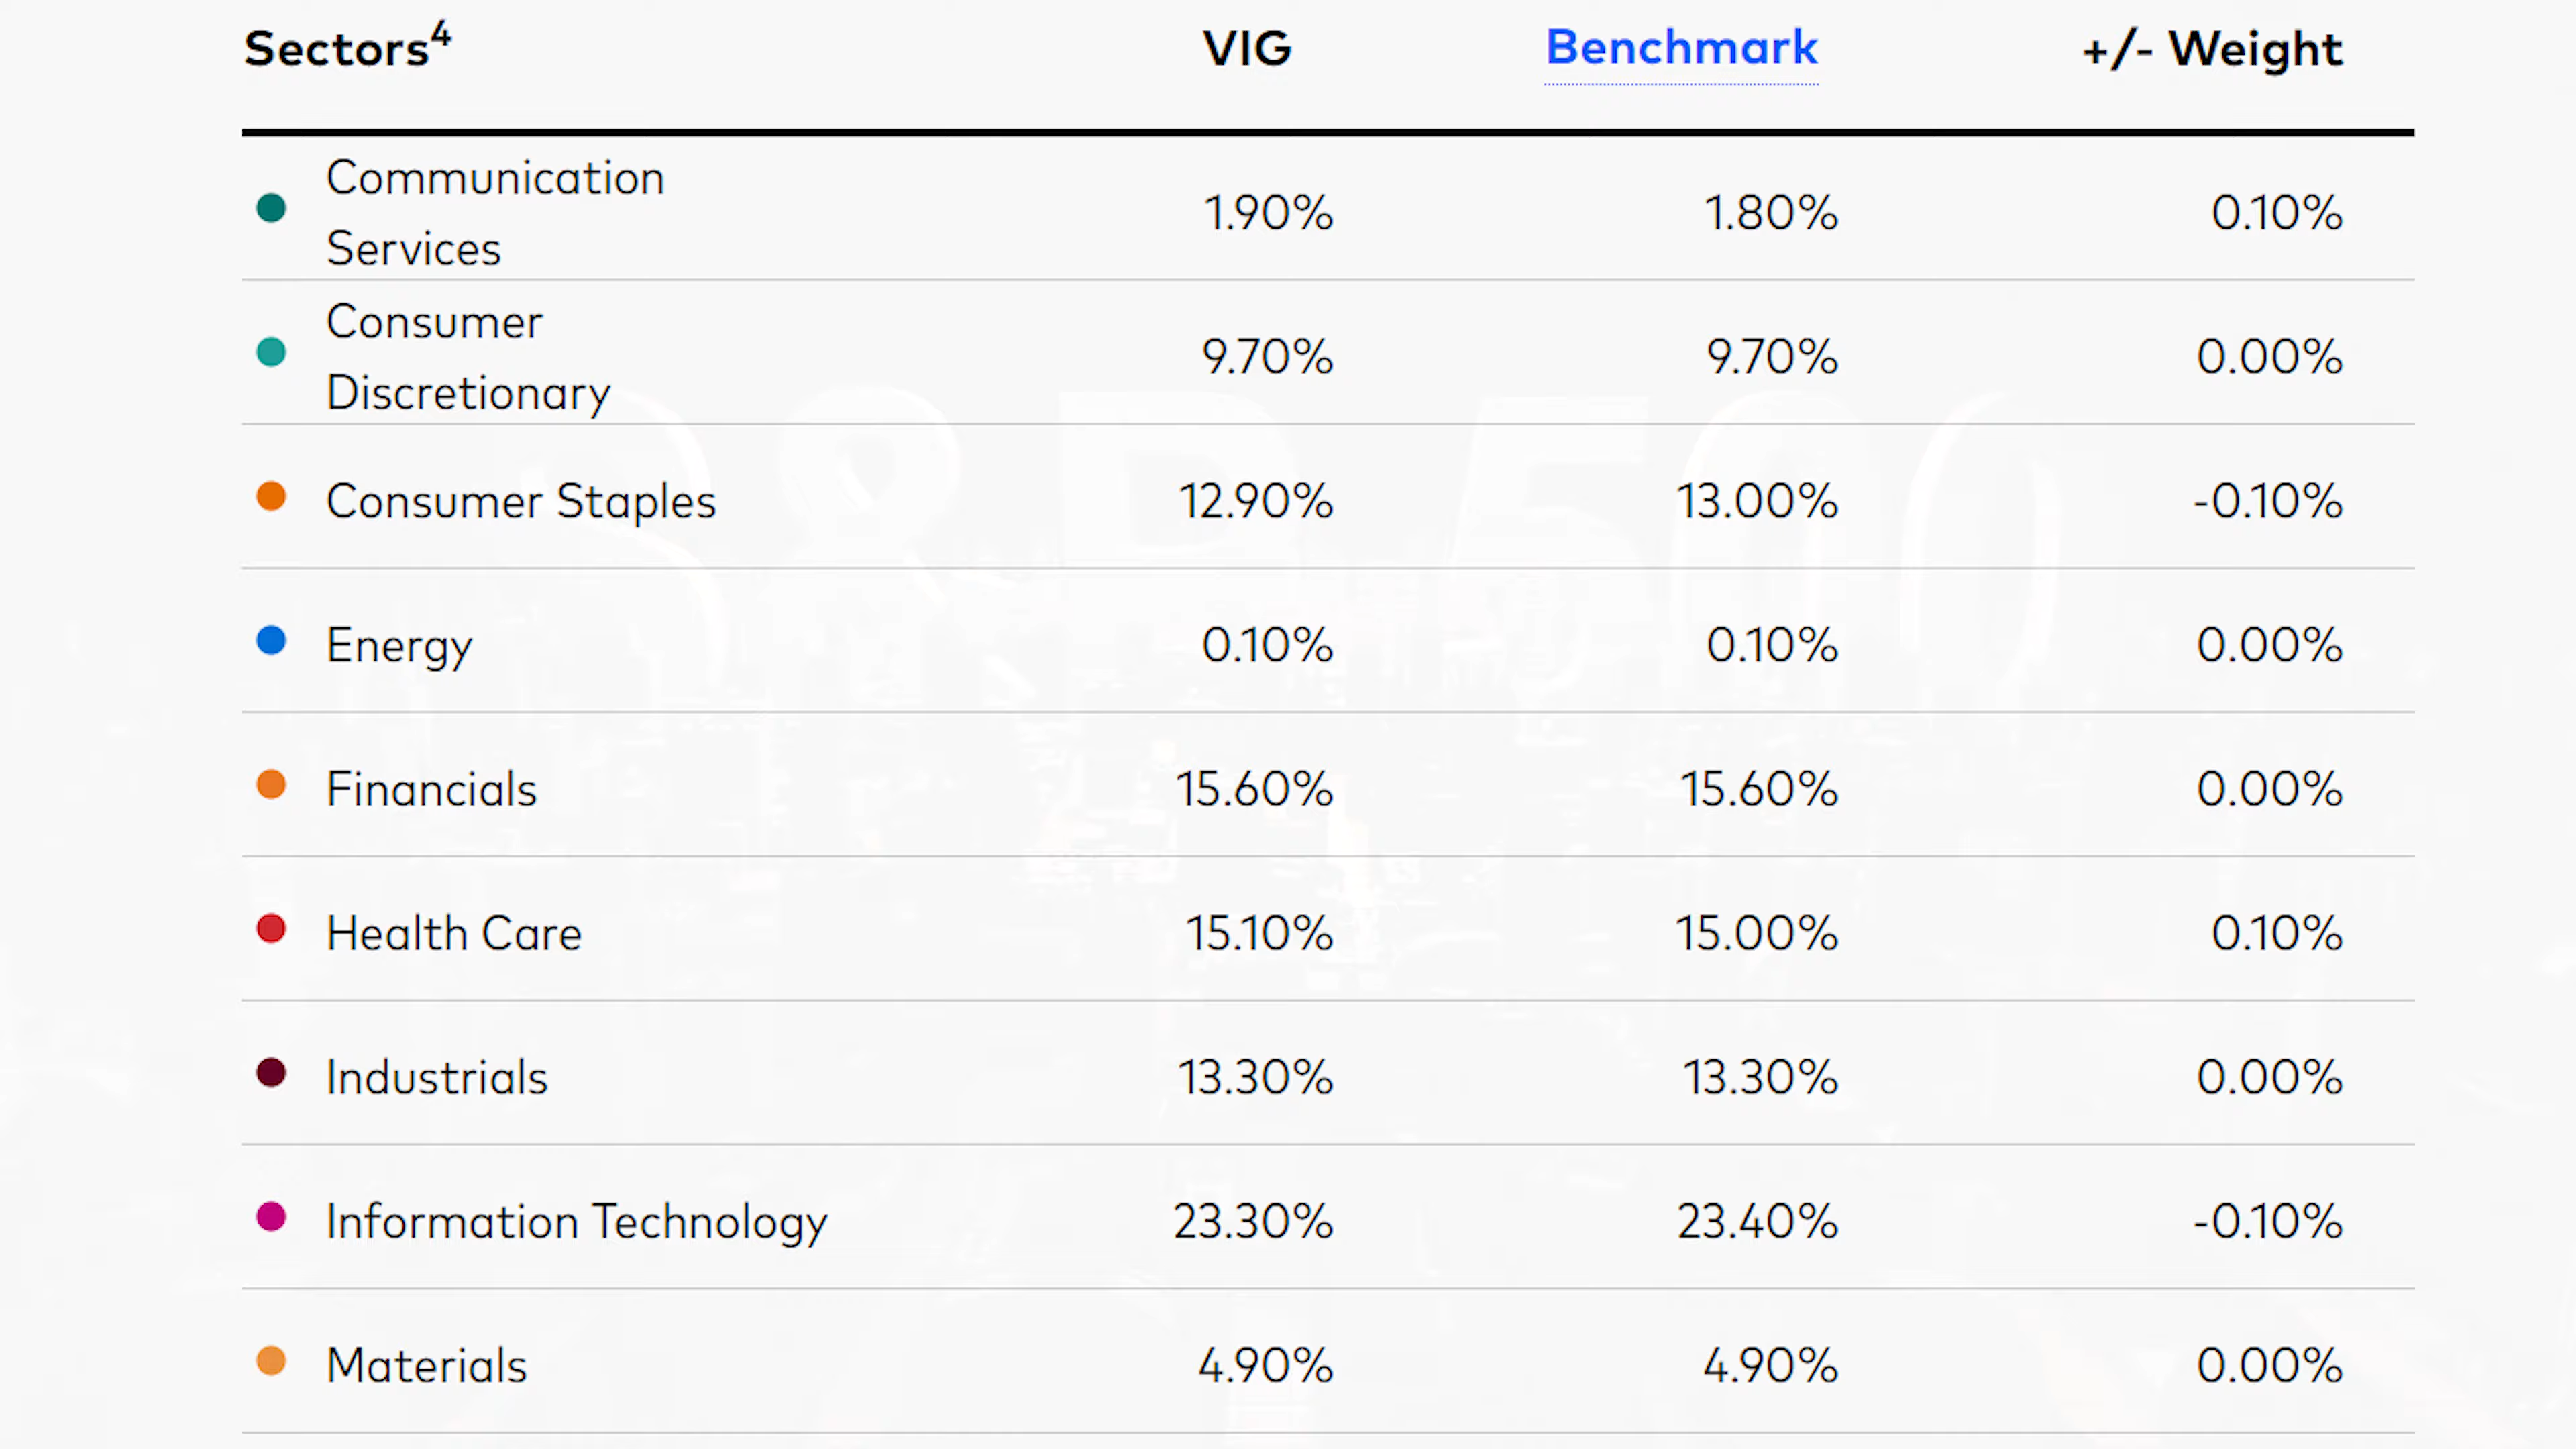 Sectors4 VIG Benchmark +/- Weight
Communication
Services 1.90% 1.80% 0.10%
Consumer
Discretionary 9.70% 9.70% 0.00%
Consumer Staples 12.90% 13.00% -0.10%
Energy 0.10% 0.10% 0.00%
Financials 15.60% 15.60% 0.00%
Health Care 15.10% 15.00% 0.10%
Industrials 13.30% 13.30% 0.00%
Information Technology 23.30% 23.40% -0.10%
Materials 4.90% 4.90% 0.00%
S&P 500